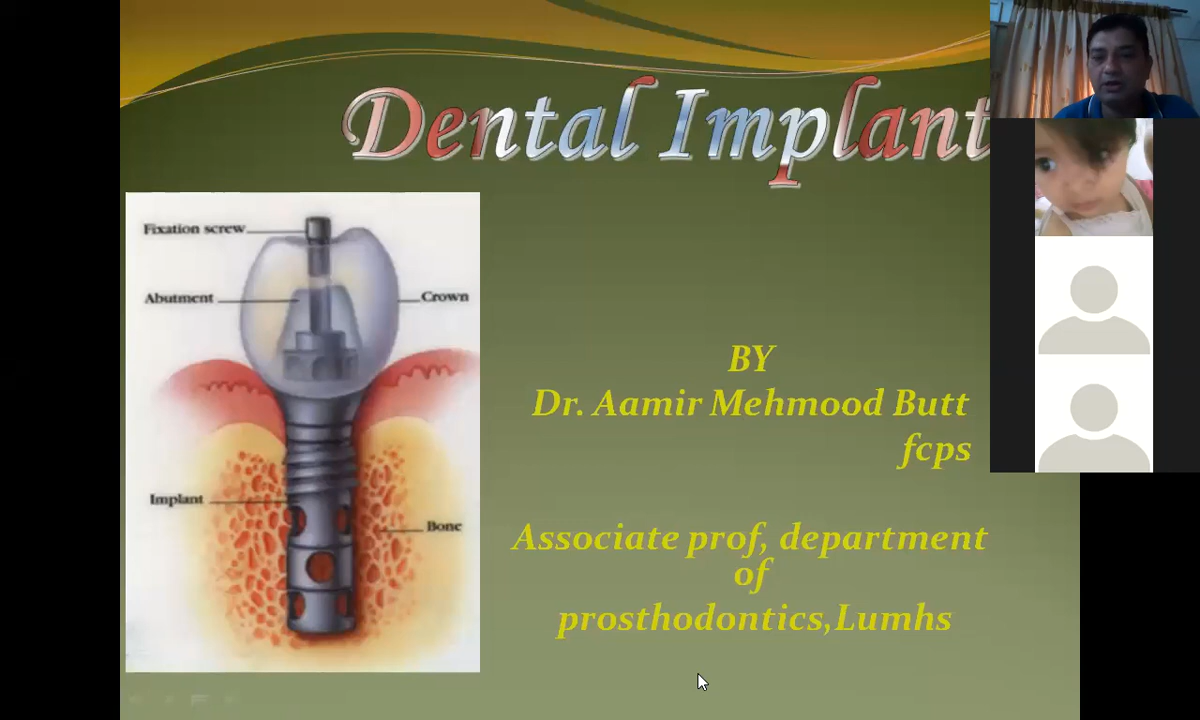 Dental Implant
Fixation screw
Abutment
Crown
Implant
Bone
BY
Dr. Aamir Mehmood Butt
fcps
Associate prof, department
of
prosthodontics,Lumhs